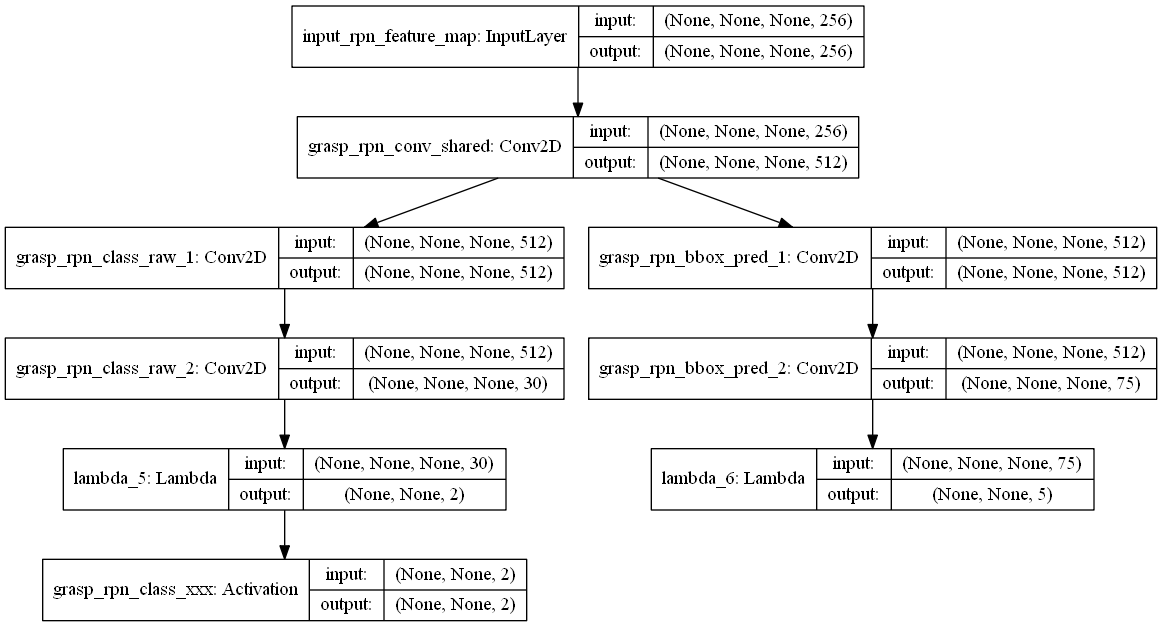 input_rpn_feature_map: InputLayer
input: (None, None, None, 256)
output: (None, None, None, 256)
grasp_rpn_conv_shared: Conv2D
input: (None, None, None, 256)
output: (None, None, None, 512)
grasp_rpn_class_raw_1: Conv2D
input: (None, None, None, 512)
output: (None, None, None, 512)
grasp_rpn_bbox_pred_1: Conv2D
input: (None, None, None, 512)
output: (None, None, None, 512)
grasp_rpn_class_raw_2: Conv2D
input: (None, None, None, 512)
output: (None, None, None, 30)
grasp_rpn_bbox_pred_2: Conv2D
input: (None, None, None, 512)
output: (None, None, None, 75)
lambda_5: Lambda
input: (None, None, None, 30)
output: (None, None, 2)
lambda_6: Lambda
input: (None, None, None, 75)
output: (None, None, 5)
grasp_rpn_class_xxx: Activation
input: (None, None, 2)
output: (None, None, 2)